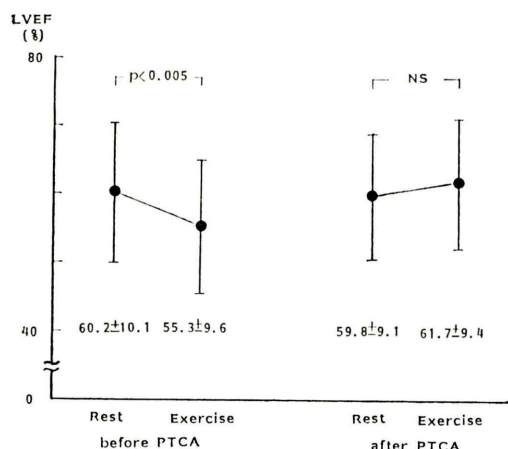 LVEF
(%)
80
p<0.005
NS
60.2±10.1
55.3±9.6
59.8±9.1
61.7±9.4
40
0
Rest
Exercise
Rest
Exercise
before PTCA
after PTCA